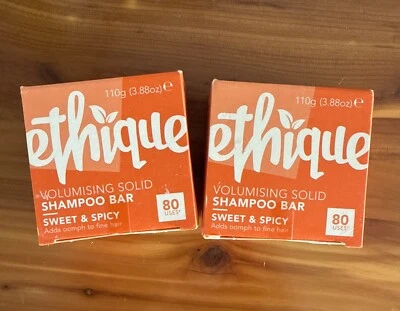 110g (3.88oz) ℮
ethique
VOLUMISING SOLID
SHAMPOO BAR
SWEET & SPICY
Adds oomph to fine hair
80
USES*
110g (3.88oz) ℮
ethique
VOLUMISING SOLID
SHAMPOO BAR
SWEET & SPICY
Adds oomph to fine hair
80
USES*